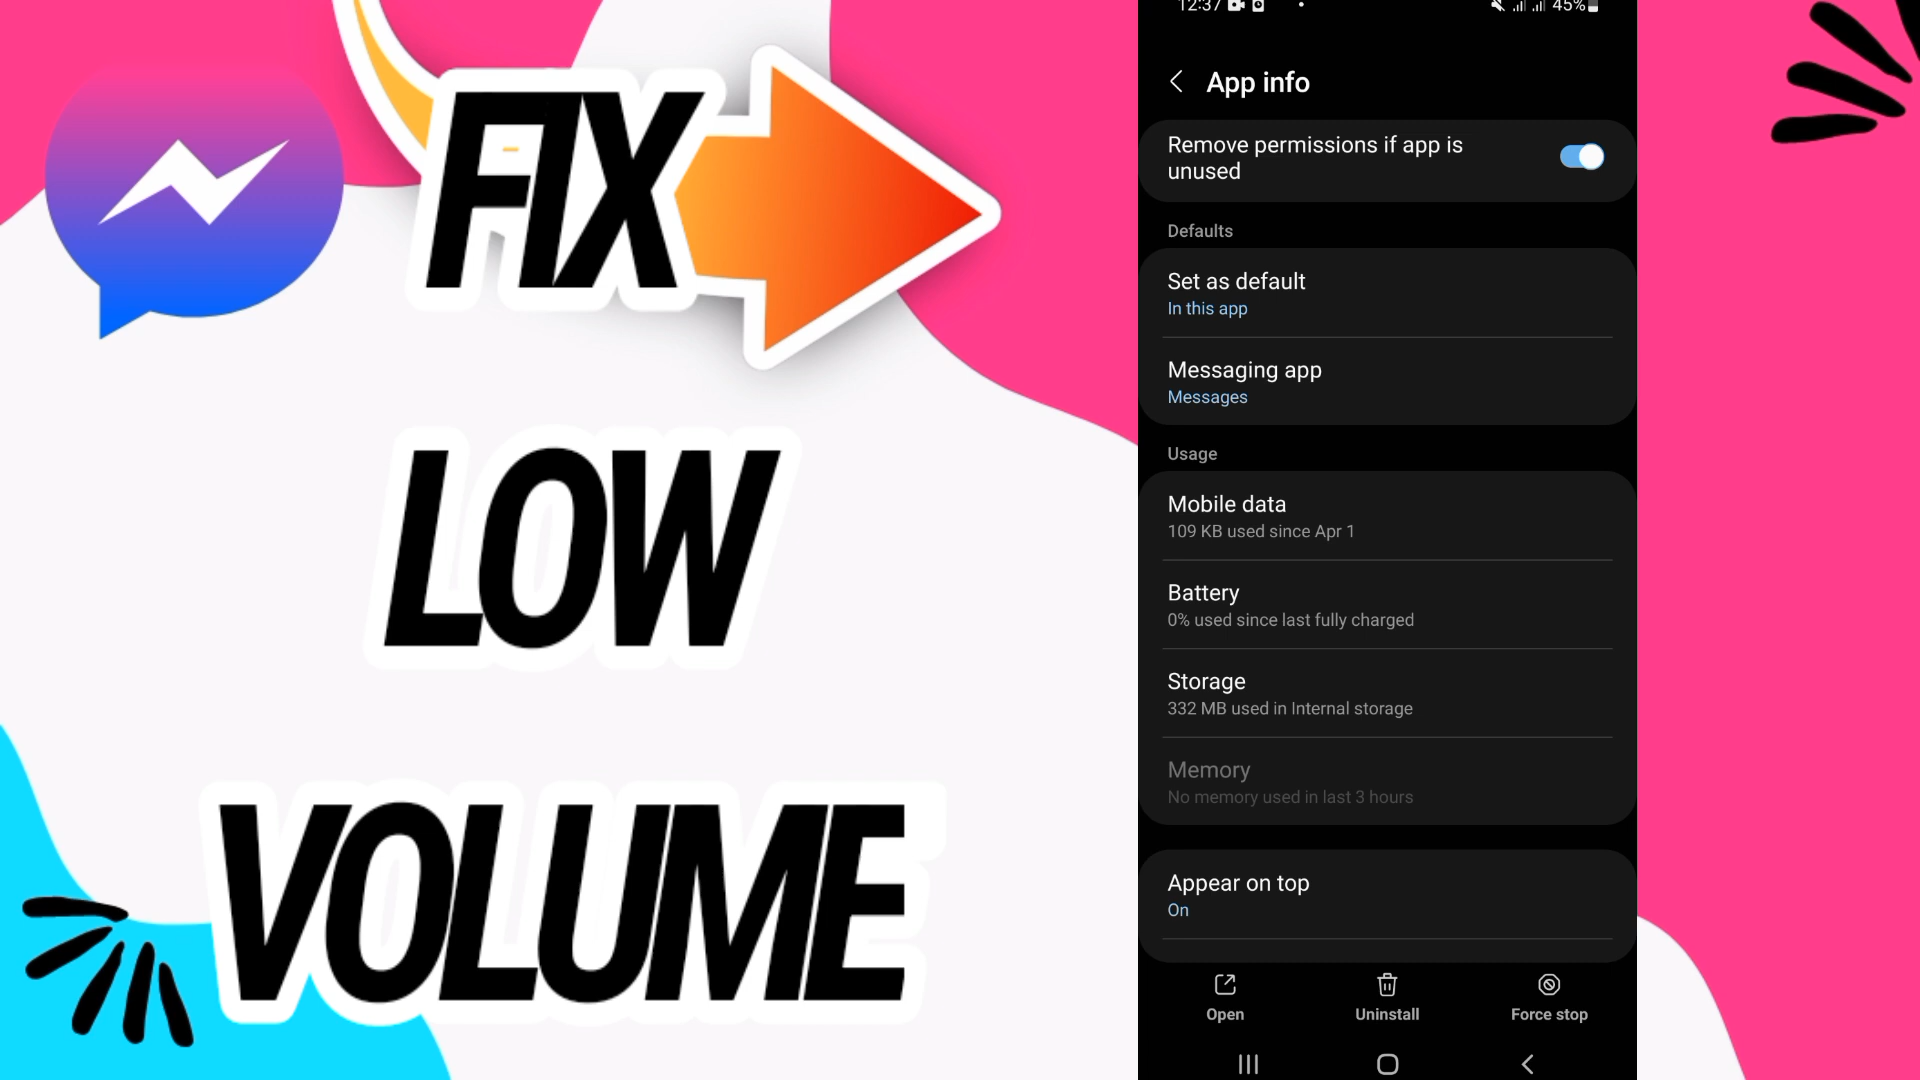 FIX
LOW
VOLUME
12:37
45%
App info
Remove permissions if app is
unused
Defaults
Set as default
In this app
Messaging app
Messages
Usage
Mobile data
109 KB used since Apr 1
Battery
0% used since last fully charged
Storage
332 MB used in Internal storage
Memory
No memory used in last 3 hours
Appear on top
On
Open
Uninstall
Force stop